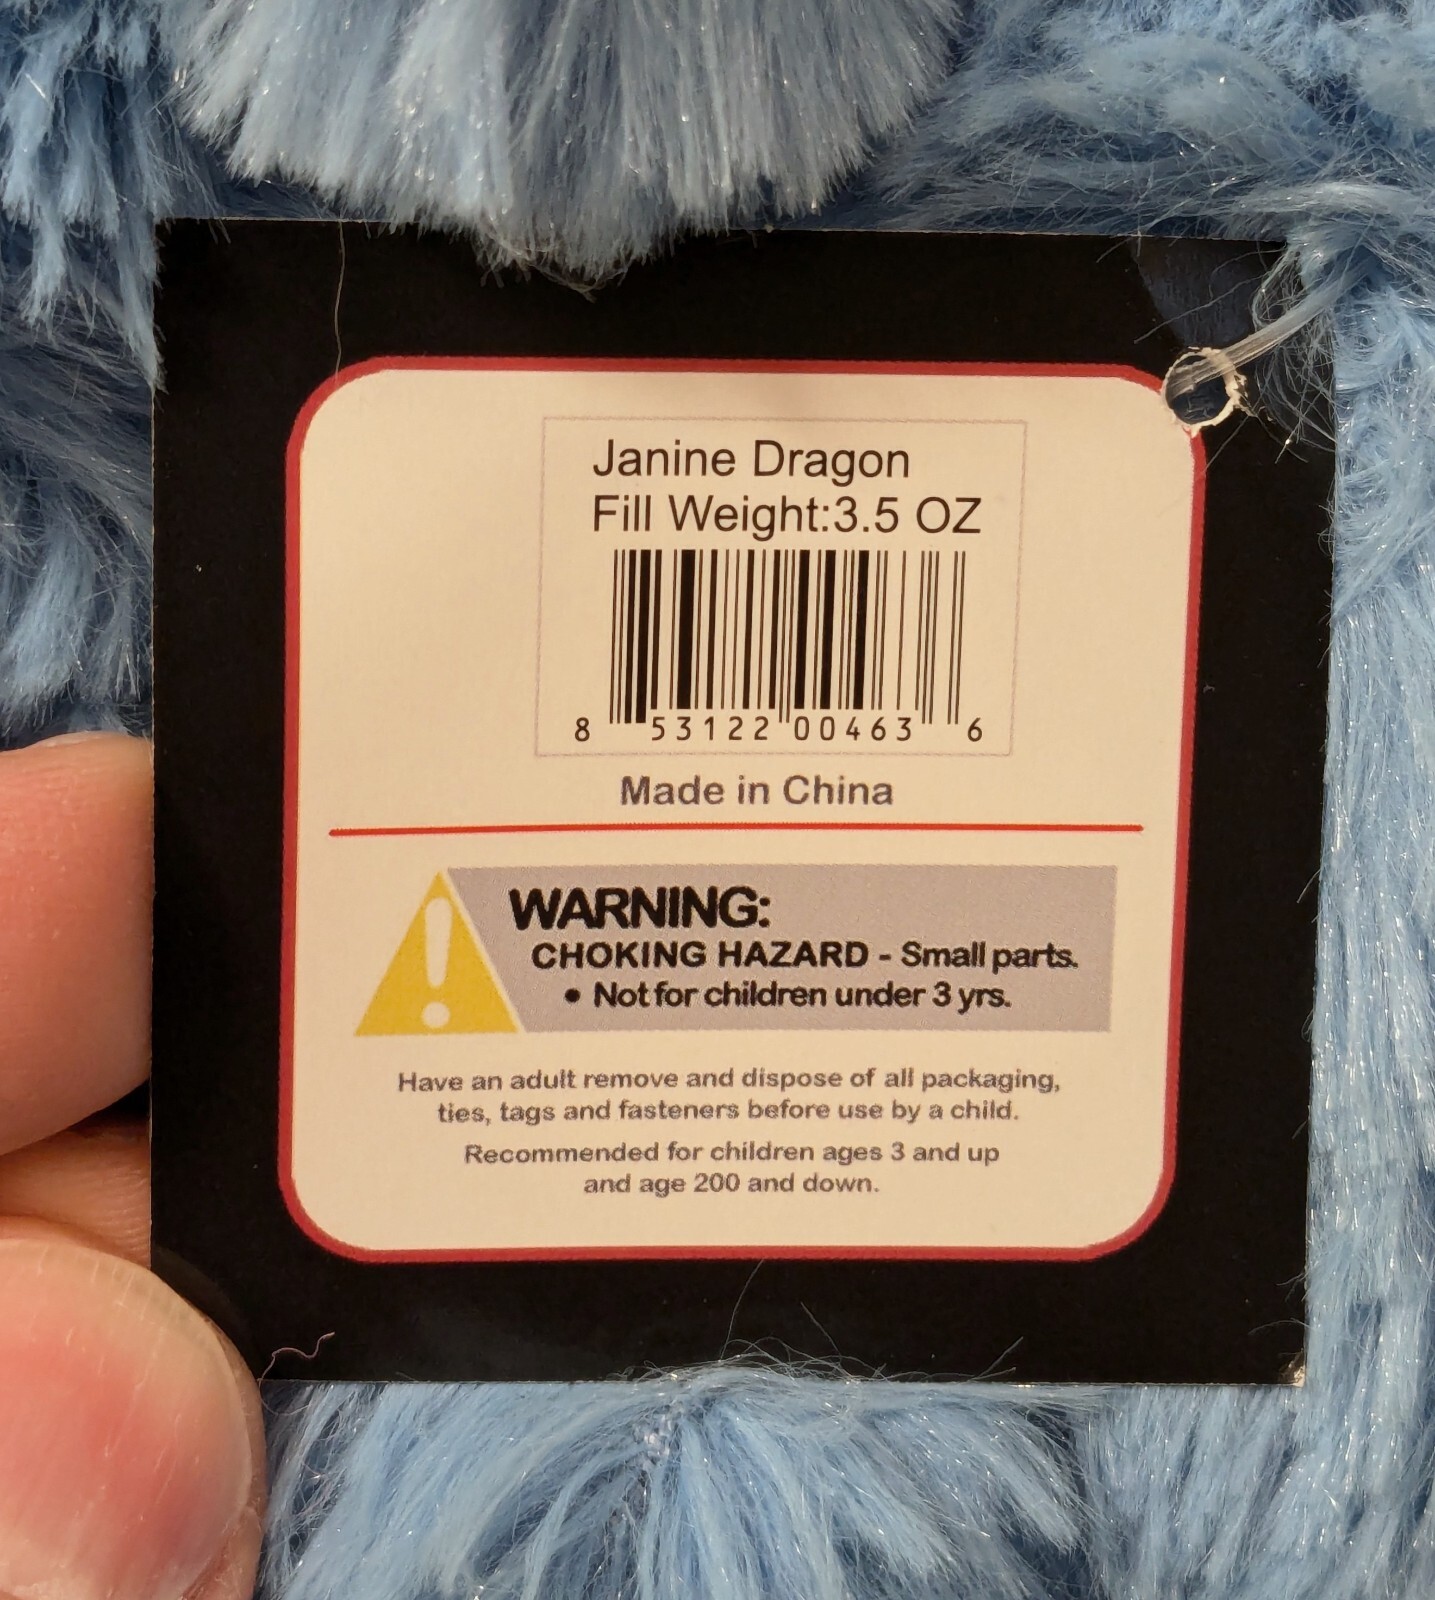 Janine Dragon
Fill Weight:3.5 OZ
8 53122 00463 6
Made in China
WARNING:
CHOKING HAZARD - Small parts.
• Not for children under 3 yrs.
Have an adult remove and dispose of all packaging,
ties, tags and fasteners before use by a child.
Recommended for children ages 3 and up
and age 200 and down.